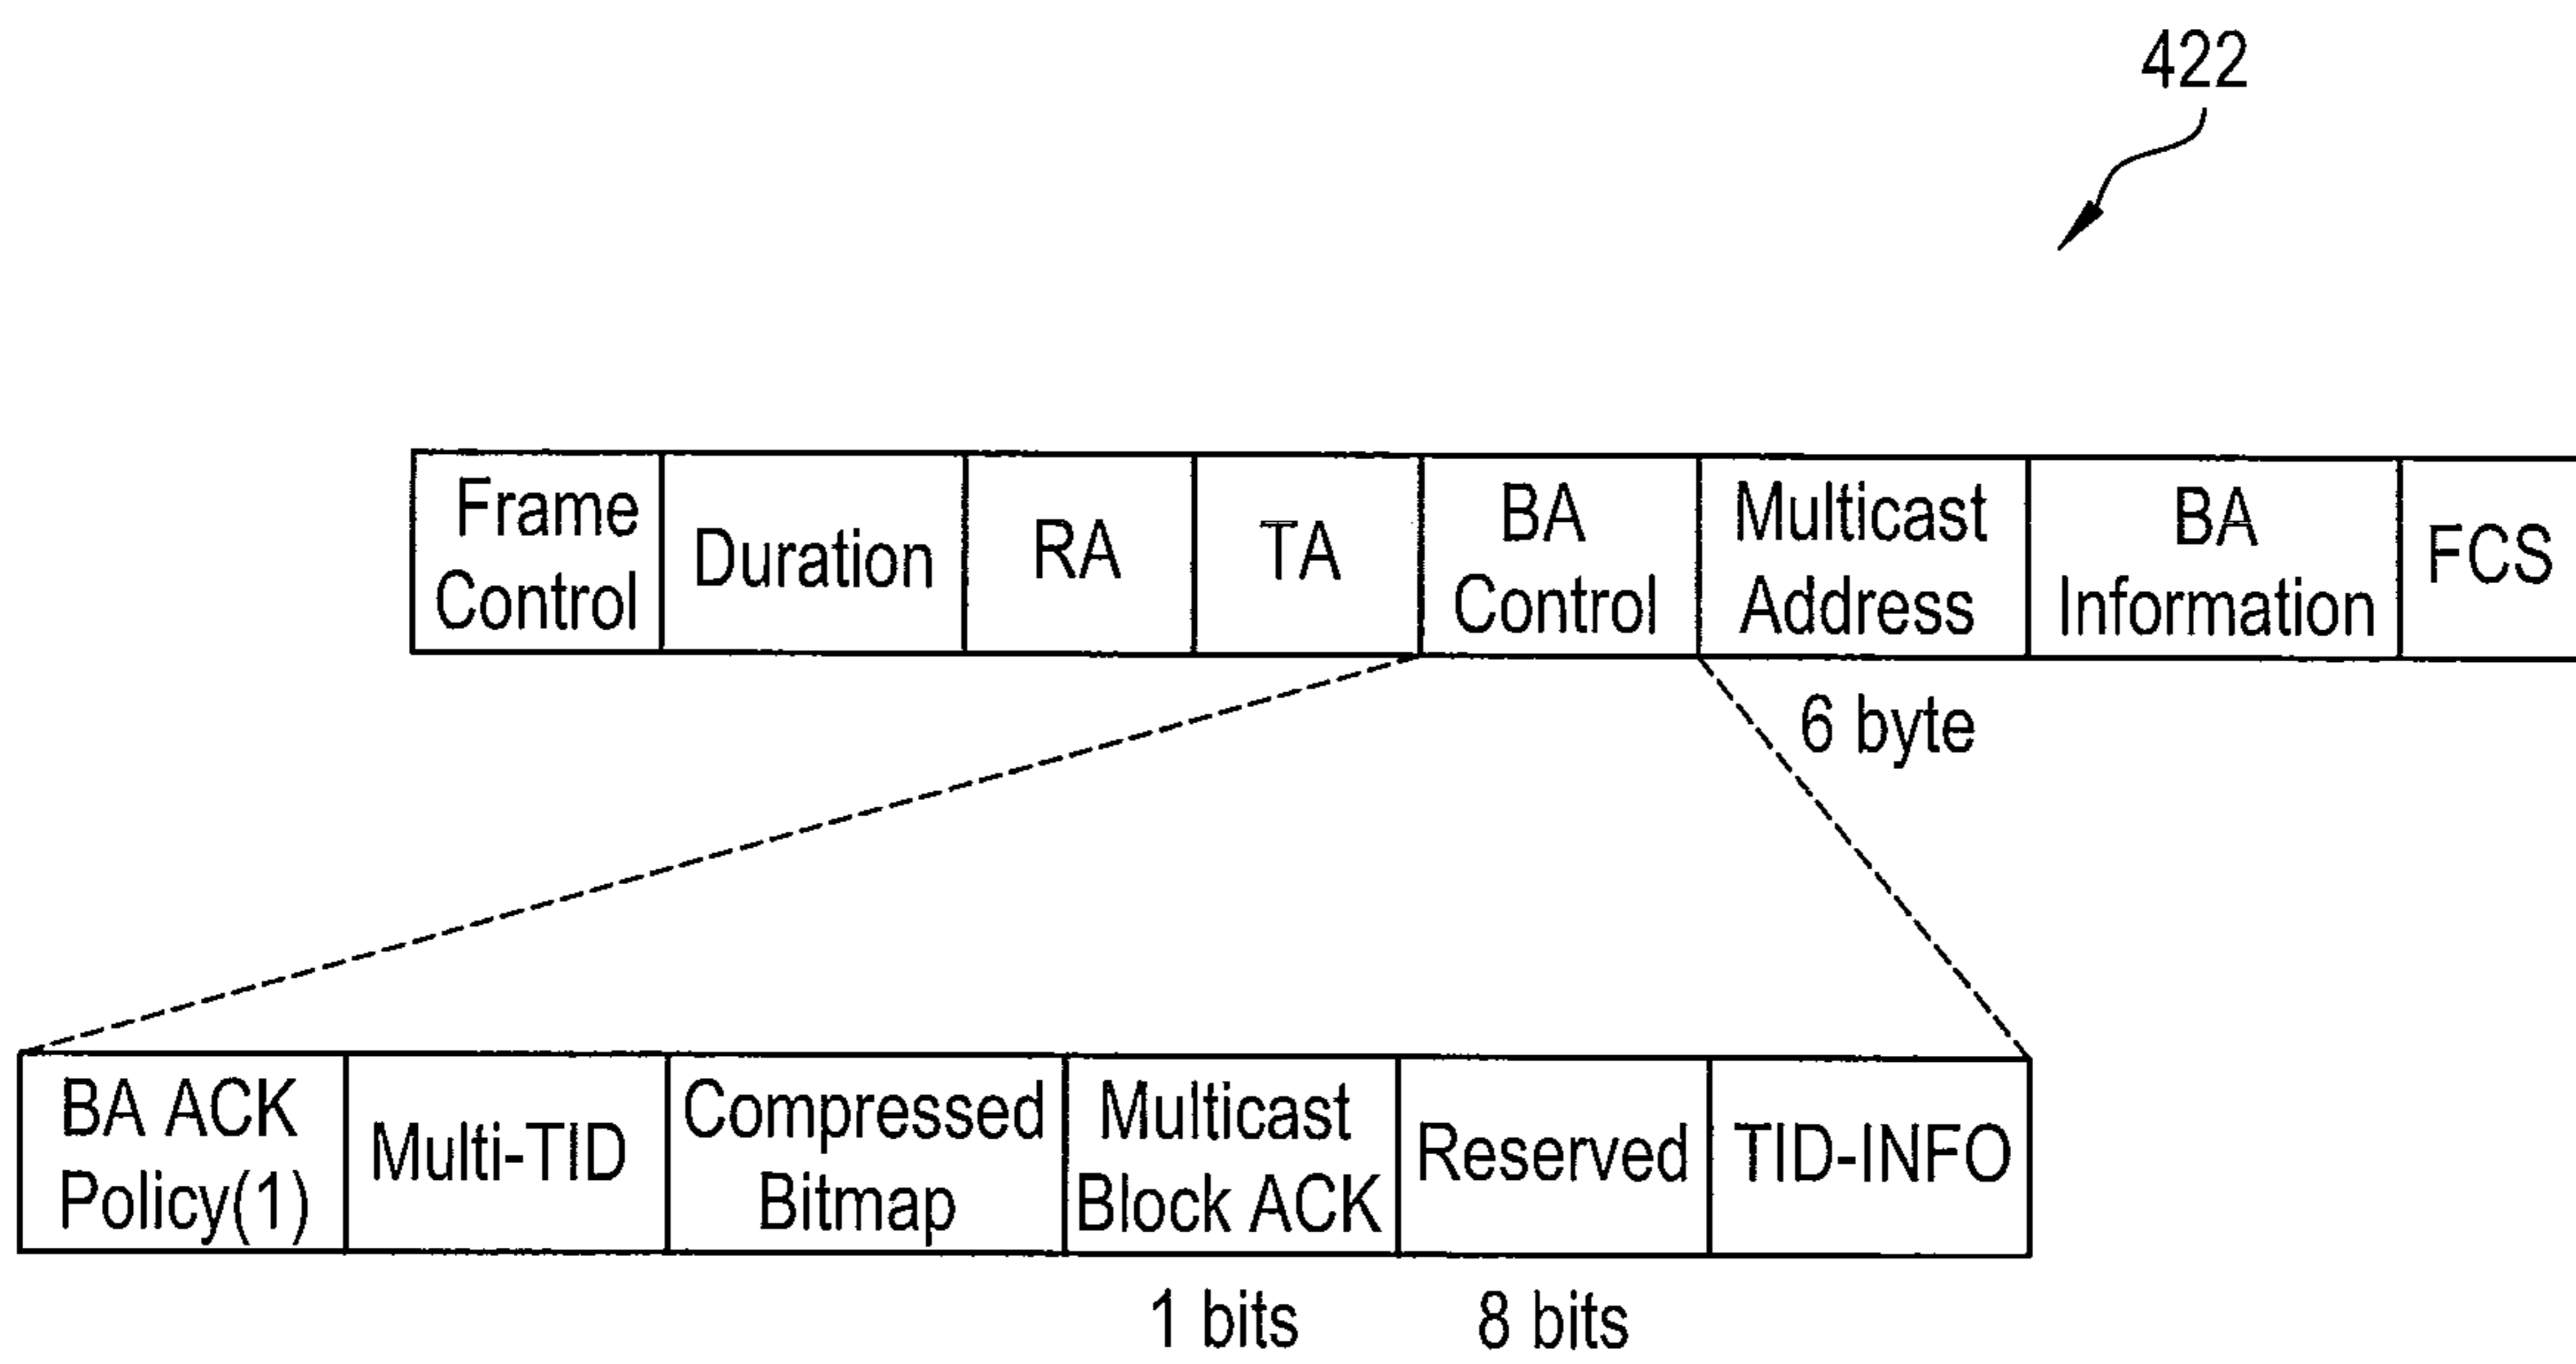 422
Frame
Control
Duration
RA
TA
BA
Control
Multicast
Address
BA
Information
FCS
6 byte
BA ACK
Policy(1)
Multi-TID
Compressed
Bitmap
Multicast
Block ACK
Reserved
TID-INFO
1 bits
8 bits